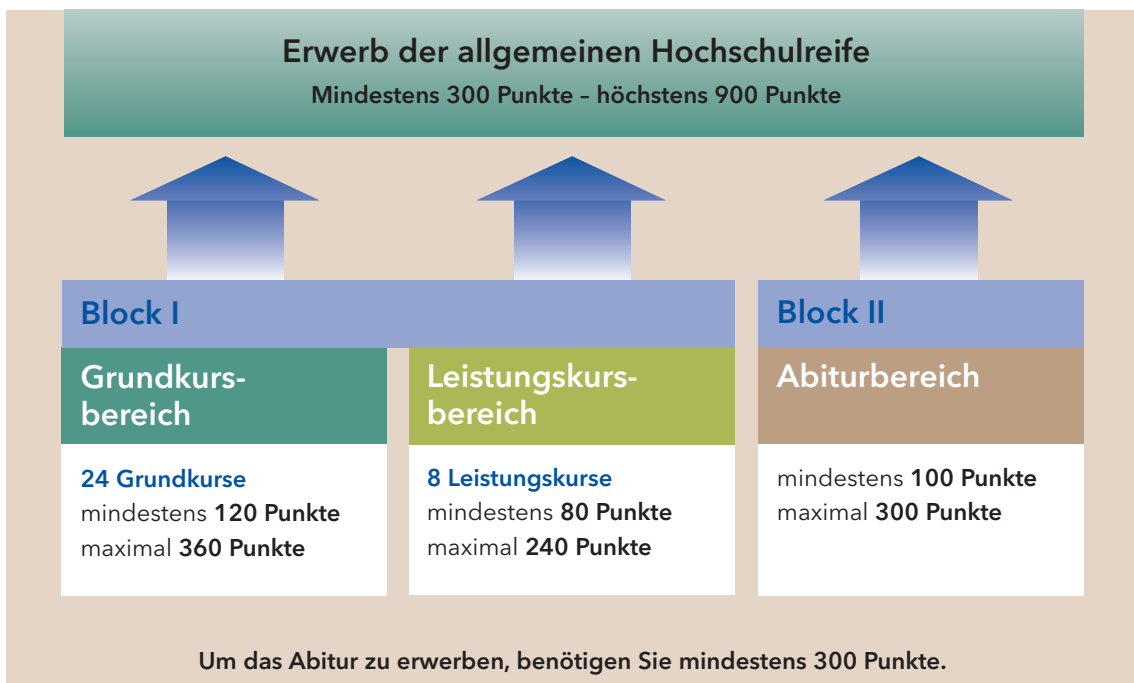 Erwerb der allgemeinen Hochschulreife
Mindestens 300 Punkte – höchstens 900 Punkte
Block I
Grundkurs-
bereich
24 Grundkurse
mindestens 120 Punkte
maximal 360 Punkte
Leistungskurs-
bereich
8 Leistungskurse
mindestens 80 Punkte
maximal 240 Punkte
Block II
Abiturbereich
mindestens 100 Punkte
maximal 300 Punkte
Um das Abitur zu erwerben, benötigen Sie mindestens 300 Punkte.